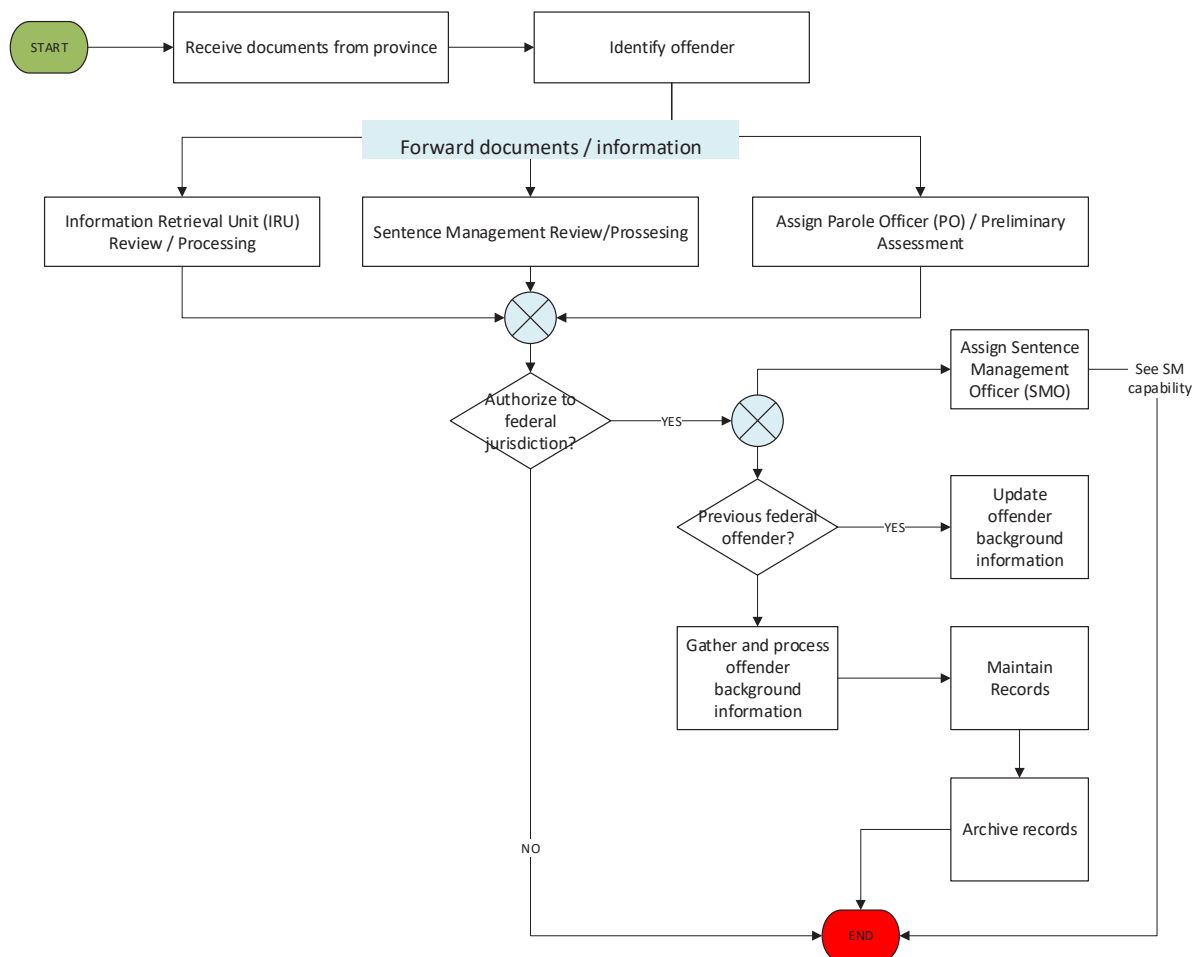 START
Receive documents from province
Identify offender
Forward documents / information
Information Retrieval Unit (IRU)
Review / Processing
Sentence Management Review/Prossesing
Assign Parole Officer (PO) / Preliminary
Assessment
Assign Sentence
Management
Officer (SMO)
See SM
capability
Authorize to
federal
jurisdiction?
YES
Previous federal
offender?
YES
Update
offender
background
information
Gather and process
offender
background
information
Maintain
Records
Archive records
NO
END